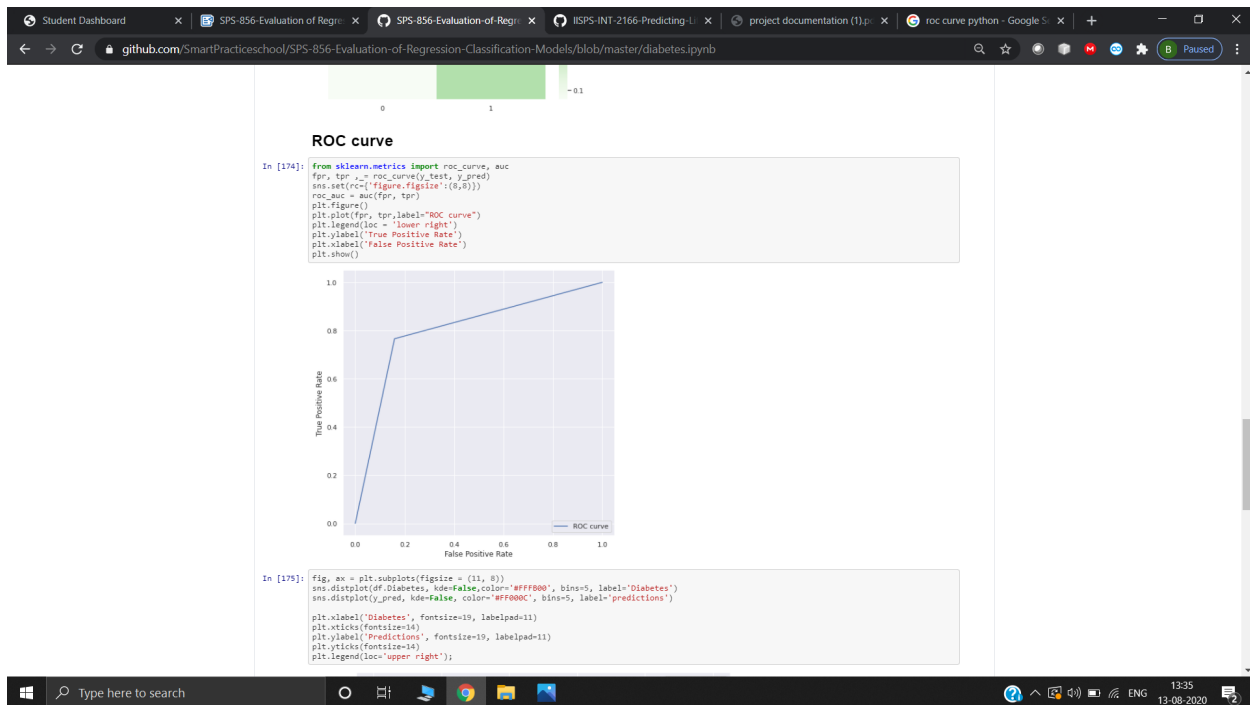 Student Dashboard
SPS-856-Evaluation of Regre
SPS-856-Evaluation-of-Regre
IISPS-INT-2166-Predicting-Li
project documentation (1).pd
roc curve python - Google Se
github.com/SmartPracticeschool/SPS-856-Evaluation-of-Regression-Classification-Models/blob/master/diabetes.ipynb
B Paused
0.1
0 1
ROC curve
In [174]: from sklearn.metrics import roc_curve, auc
fpr, tpr ,_= roc_curve(y_test, y_pred)
sns.set(rc={'figure.figsize':(8,8)})
roc_auc = auc(fpr, tpr)
plt.figure()
plt.plot(fpr, tpr,label="ROC curve")
plt.legend(loc = 'lower right')
plt.ylabel('True Positive Rate')
plt.xlabel('False Positive Rate')
plt.show()
1.0
0.8
0.6
0.4
0.2
0.0
True Positive Rate
ROC curve
0.0 0.2 0.4 0.6 0.8 1.0
False Positive Rate
In [175]: fig, ax = plt.subplots(figsize = (11, 8))
sns.distplot(df.Diabetes, kde=False,color='#FFFB00', bins=5, label='Diabetes')
sns.distplot(y_pred, kde=False, color='#FF000C', bins=5, label='predictions')
plt.xlabel('Diabetes', fontsize=19, labelpad=11)
plt.xticks(fontsize=14)
plt.ylabel('Predictions', fontsize=19, labelpad=11)
plt.yticks(fontsize=14)
plt.legend(loc='upper right');
Type here to search
ENG
13:35
13-08-2020
2